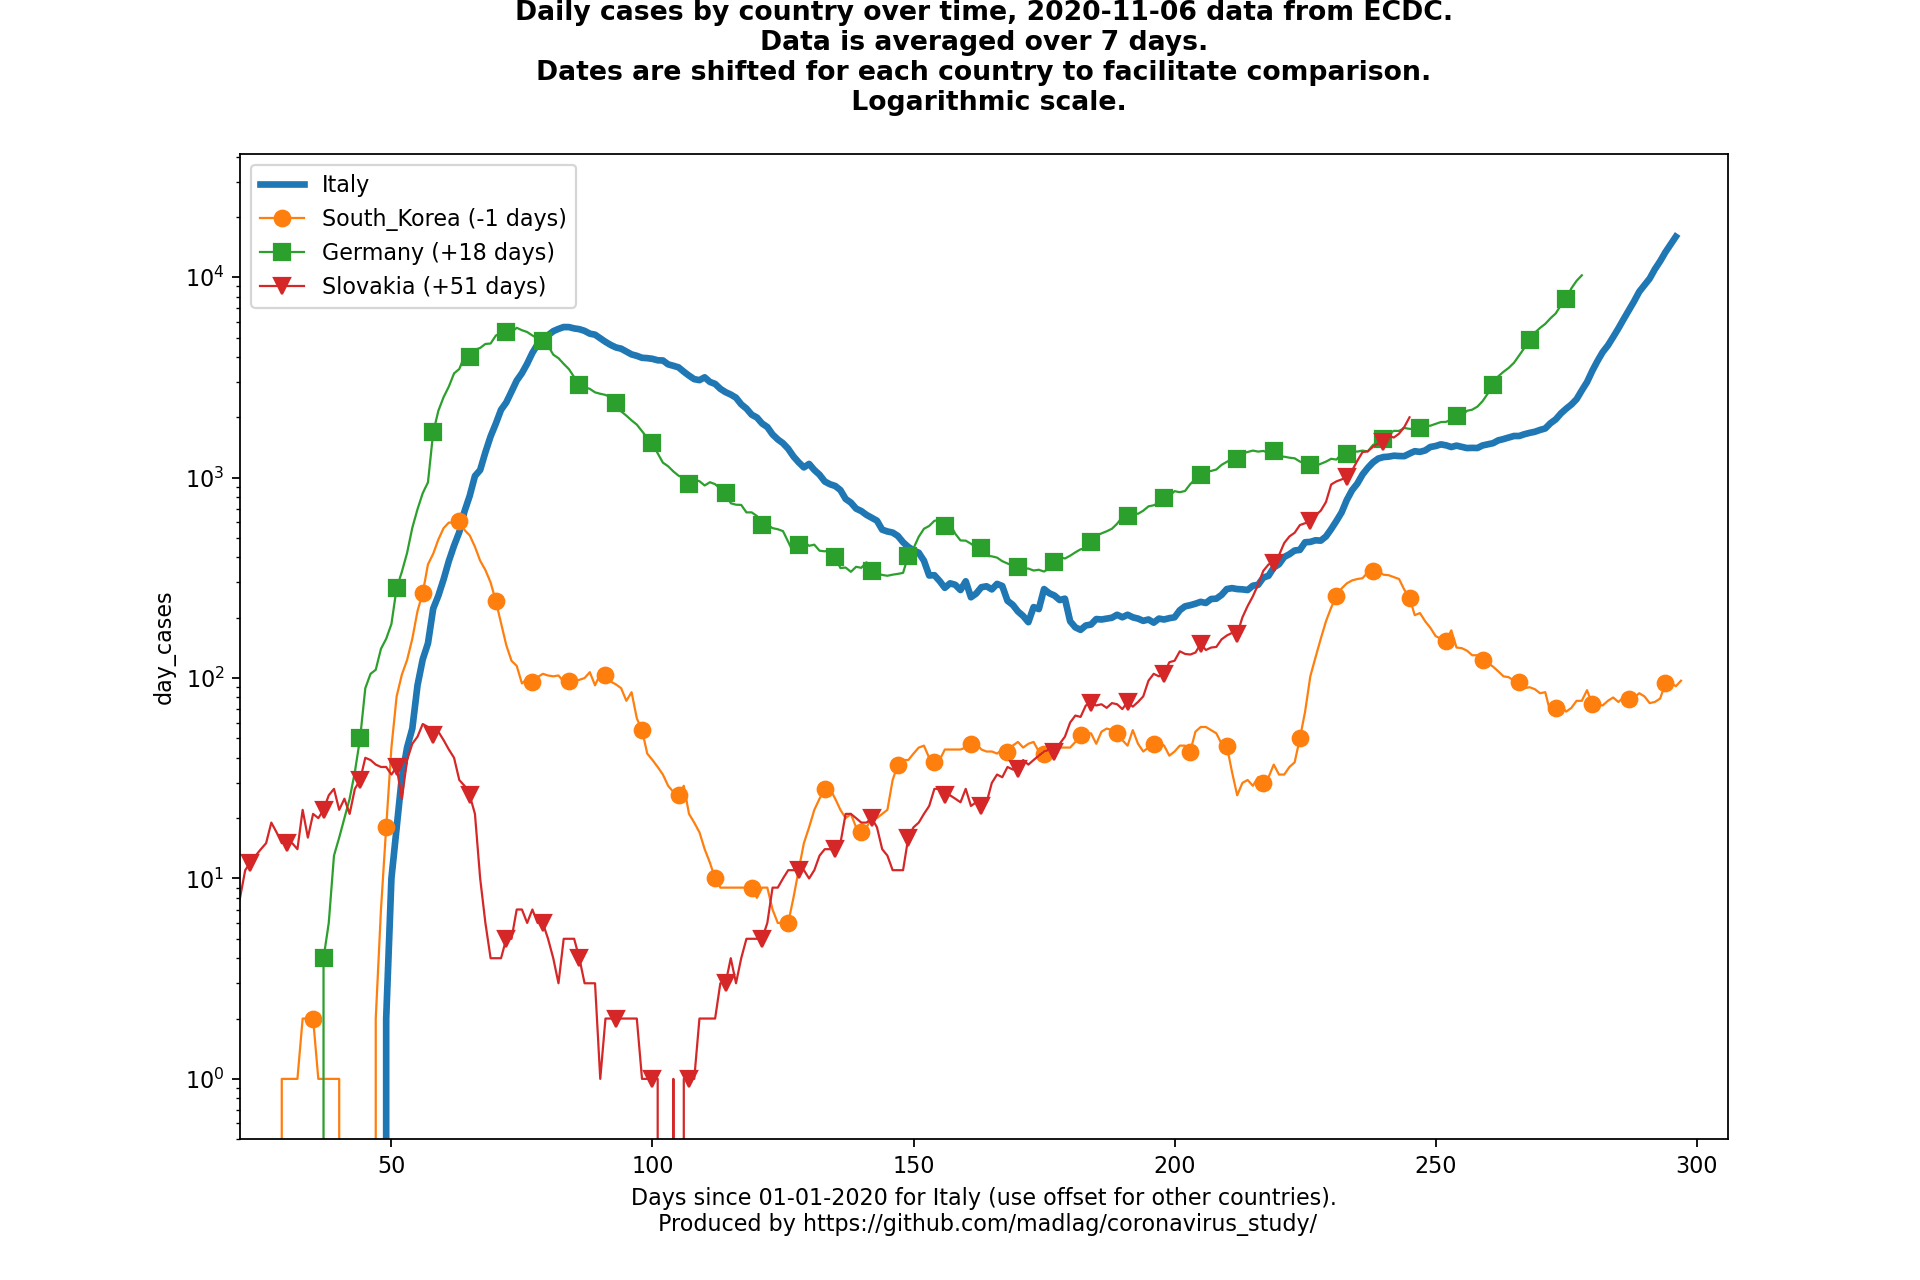 Daily cases by country over time, 2020-11-06 data from ECDC.
Data is averaged over 7 days.
Dates are shifted for each country to facilitate comparison.
Logarithmic scale.
Italy
South_Korea (-1 days)
Germany (+18 days)
Slovakia (+51 days)
10⁴
10³
10²
10¹
10⁰
day_cases
50 100 150 200 250 300
Days since 01-01-2020 for Italy (use offset for other countries).
Produced by https://github.com/madlag/coronavirus_study/